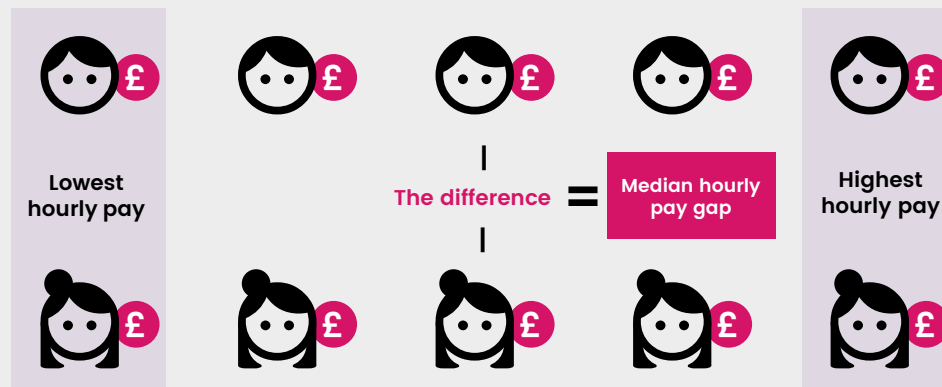 £ £ £ £ £
Lowest
hourly pay
The difference
=
Median hourly
pay gap
Highest
hourly pay
£ £ £ £ £